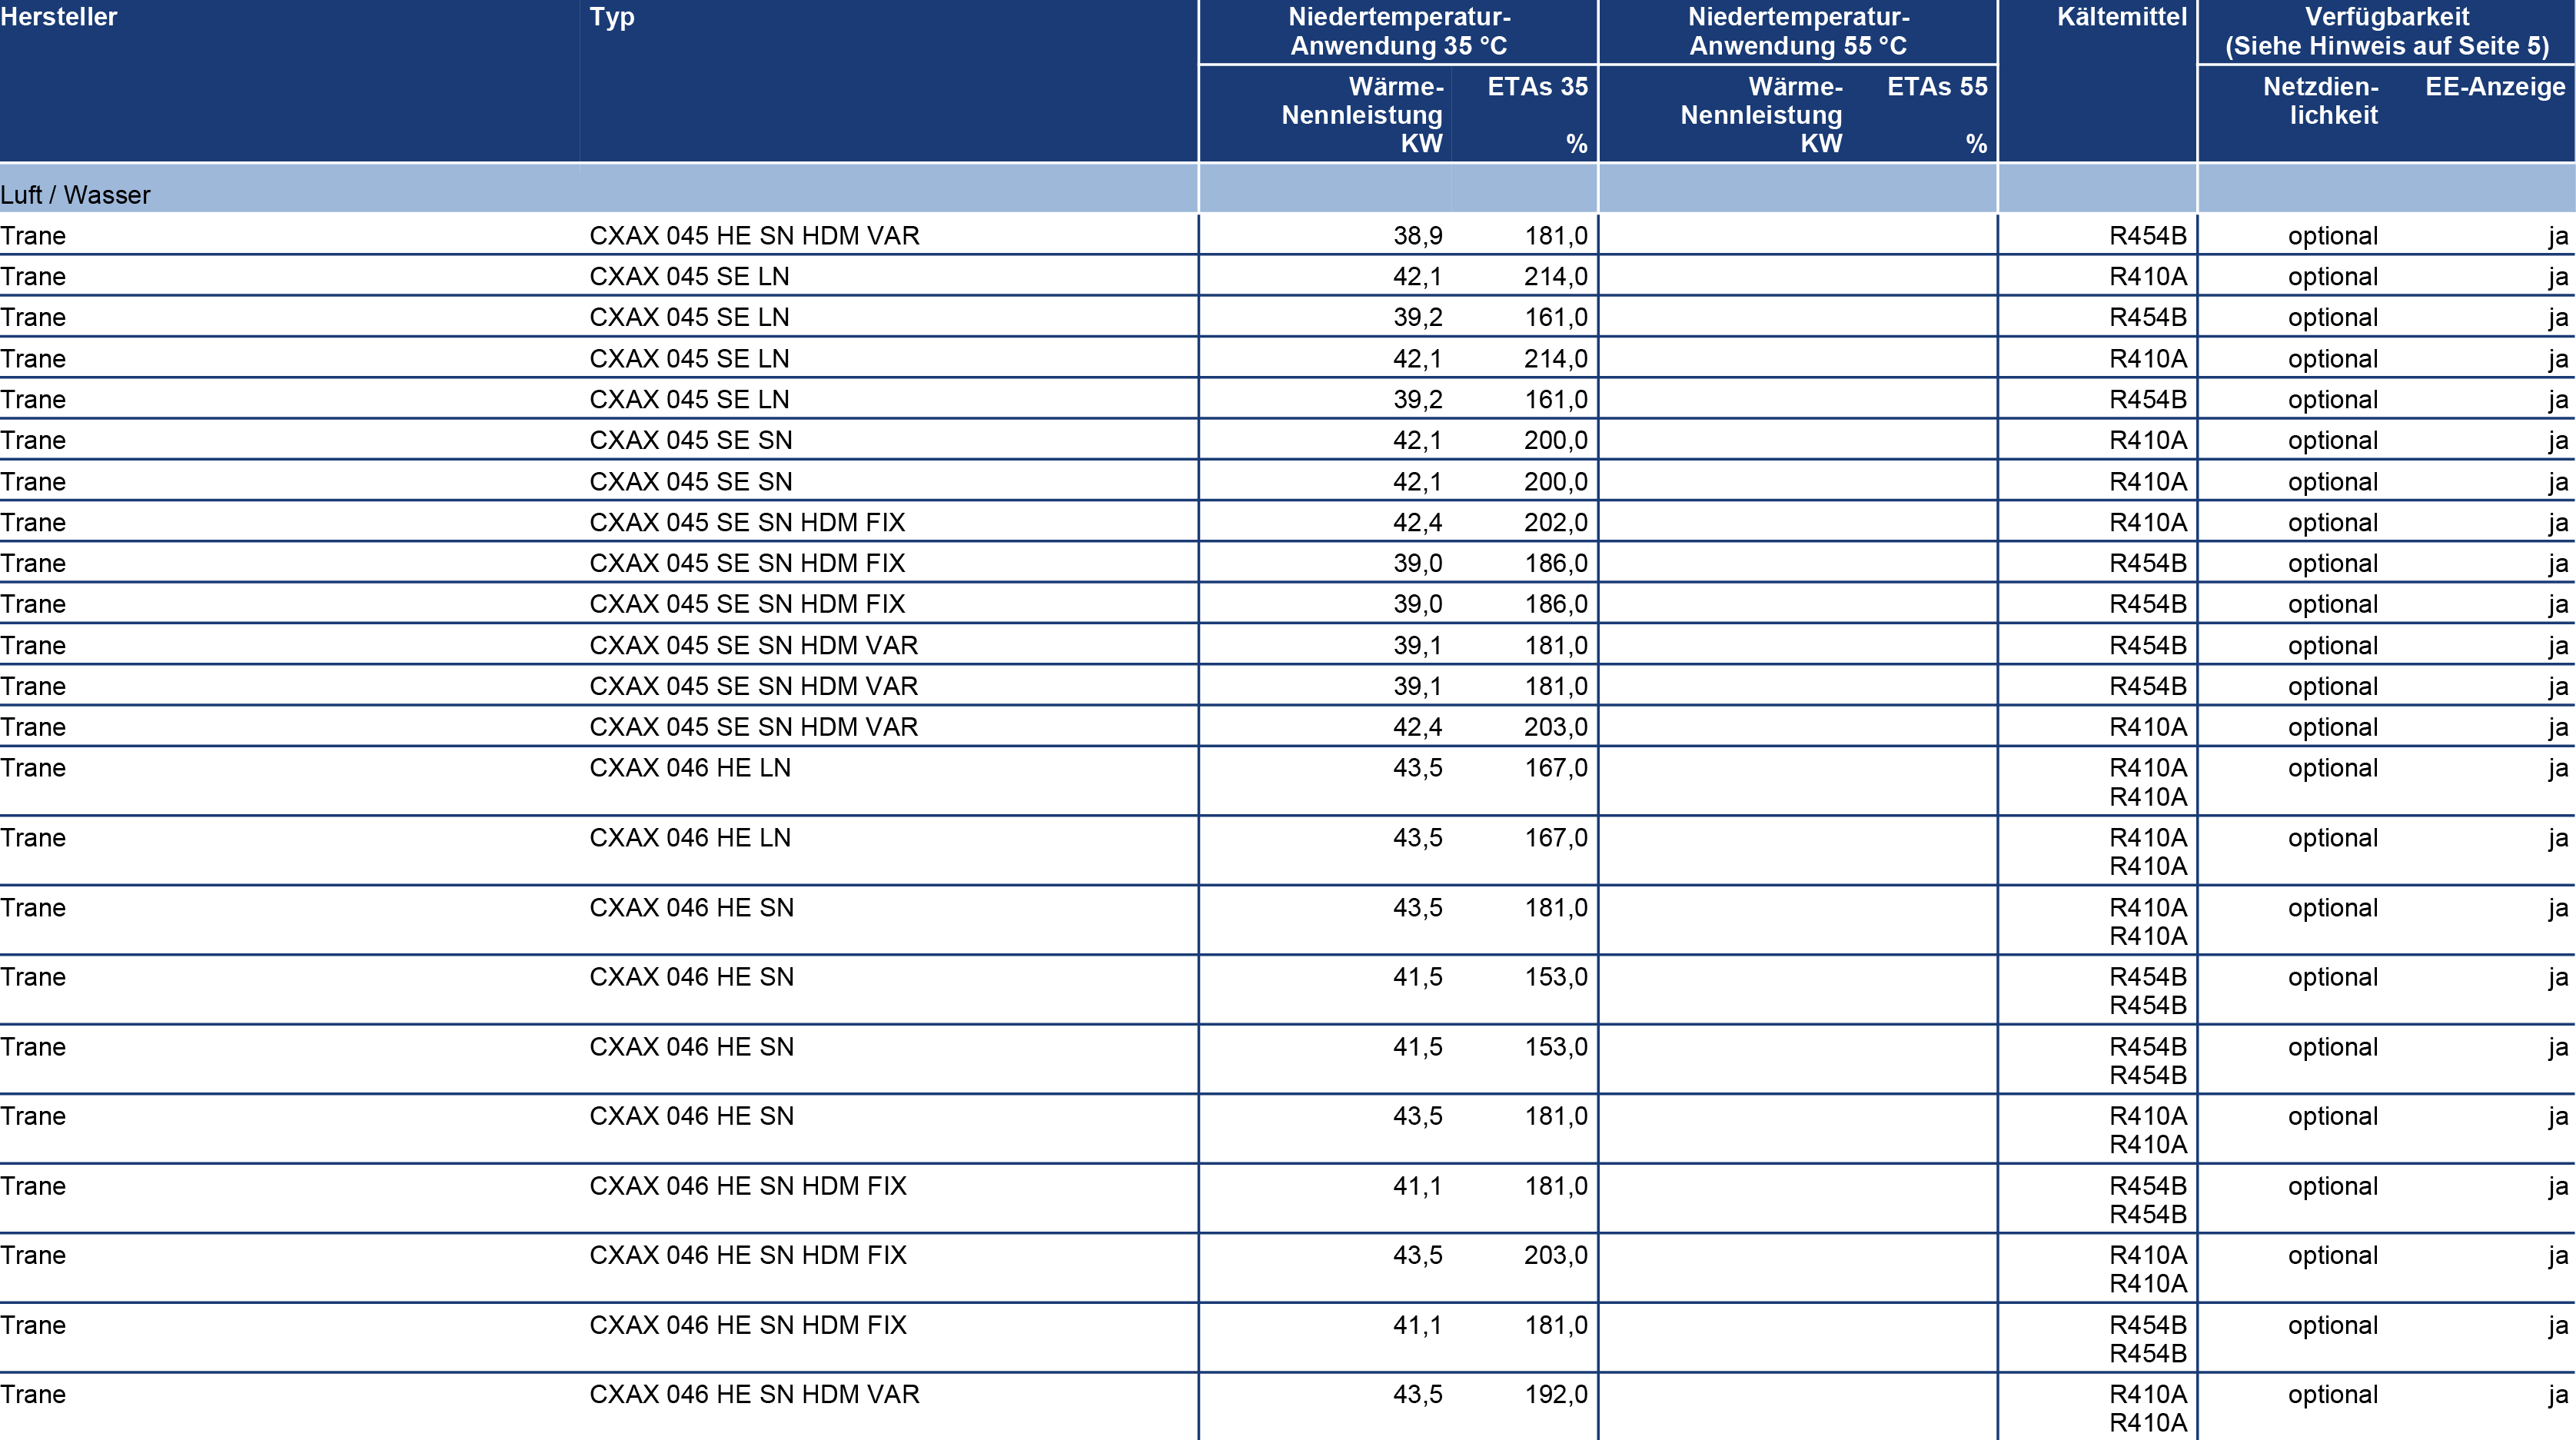 Hersteller Typ Niedertemperatur- Niedertemperatur- Kältemittel Verfügbarkeit
Anwendung 35 °C Anwendung 55 °C (Siehe Hinweis auf Seite 5)
Wärme- ETAs 35 Wärme- ETAs 55 Netzdien- EE-Anzeige
Nennleistung Nennleistung lichkeit
KW % KW %
Luft / Wasser
Trane CXAX 045 HE SN HDM VAR 38,9 181,0 R454B optional ja
Trane CXAX 045 SE LN 42,1 214,0 R410A optional ja
Trane CXAX 045 SE LN 39,2 161,0 R454B optional ja
Trane CXAX 045 SE LN 42,1 214,0 R410A optional ja
Trane CXAX 045 SE LN 39,2 161,0 R454B optional ja
Trane CXAX 045 SE SN 42,1 200,0 R410A optional ja
Trane CXAX 045 SE SN 42,1 200,0 R410A optional ja
Trane CXAX 045 SE SN HDM FIX 42,4 202,0 R410A optional ja
Trane CXAX 045 SE SN HDM FIX 39,0 186,0 R454B optional ja
Trane CXAX 045 SE SN HDM FIX 39,0 186,0 R454B optional ja
Trane CXAX 045 SE SN HDM VAR 39,1 181,0 R454B optional ja
Trane CXAX 045 SE SN HDM VAR 39,1 181,0 R454B optional ja
Trane CXAX 045 SE SN HDM VAR 42,4 203,0 R410A optional ja
Trane CXAX 046 HE LN 43,5 167,0 R410A optional ja
R410A
Trane CXAX 046 HE LN 43,5 167,0 R410A optional ja
R410A
Trane CXAX 046 HE SN 43,5 181,0 R410A optional ja
R410A
Trane CXAX 046 HE SN 41,5 153,0 R454B optional ja
R454B
Trane CXAX 046 HE SN 41,5 153,0 R454B optional ja
R454B
Trane CXAX 046 HE SN 43,5 181,0 R410A optional ja
R410A
Trane CXAX 046 HE SN HDM FIX 41,1 181,0 R454B optional ja
R454B
Trane CXAX 046 HE SN HDM FIX 43,5 203,0 R410A optional ja
R410A
Trane CXAX 046 HE SN HDM FIX 41,1 181,0 R454B optional ja
R454B
Trane CXAX 046 HE SN HDM VAR 43,5 192,0 R410A optional ja
R410A